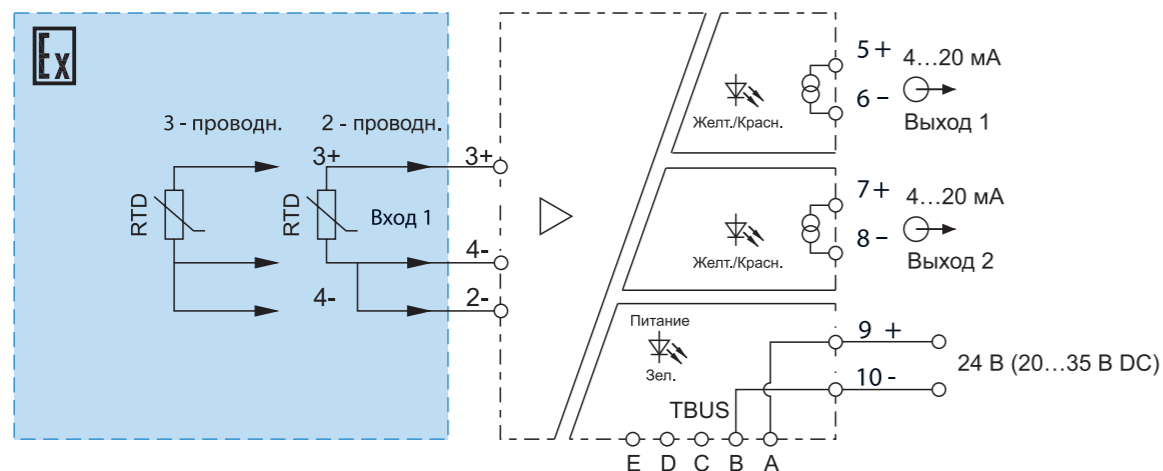 Ex
3 - проводн.
2 - проводн.
3+
3+
RTD
RTD
Вход 1
4-
4-
2-
5 +
4...20 мА
6 –
Желт./Красн.
Выход 1
7 +
4...20 мА
8 –
Желт./Красн.
Выход 2
Питание
Зел.
9 +
24 В (20...35 В DC)
10 -
TBUS
E D C B A